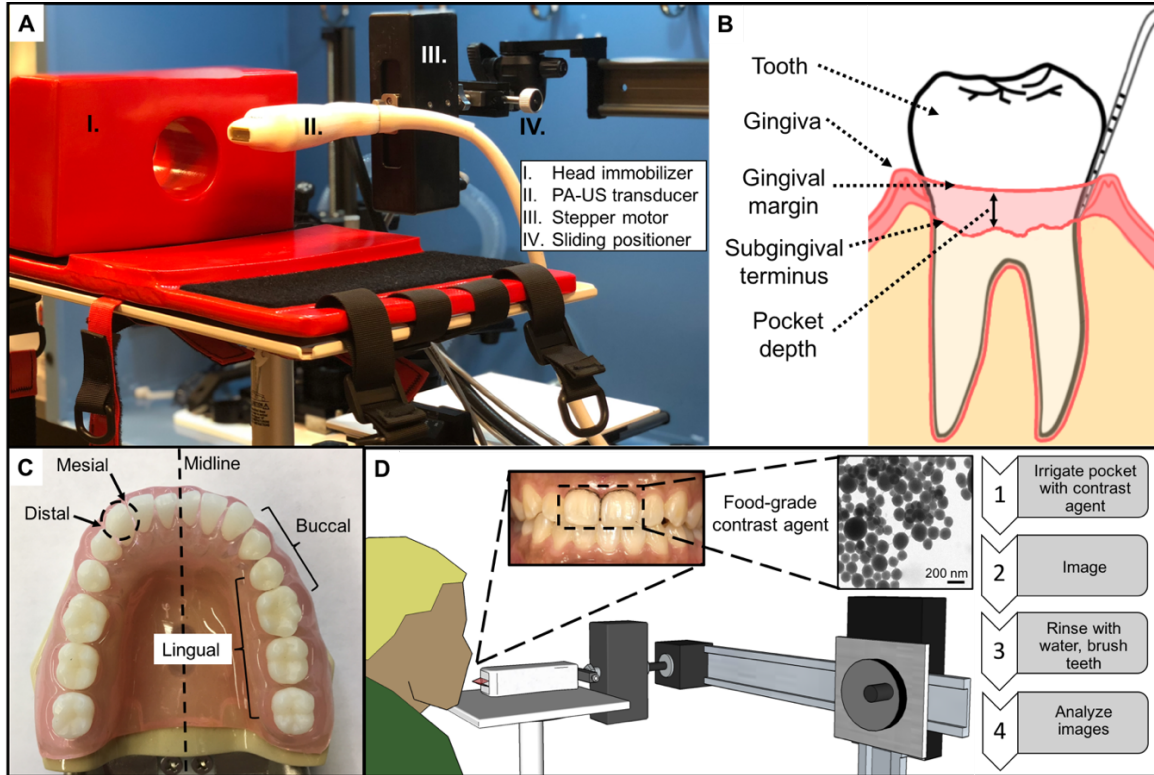 A
I.
II.
III.
IV.
I. Head immobilizer
II. PA-US transducer
III. Stepper motor
IV. Sliding positioner
B
Tooth
Gingiva
Gingival
margin
Subgingival
terminus
Pocket
depth
C
Mesial
Midline
Distal
Buccal
Lingual
D
Food-grade
contrast agent
200 nm
1
Irrigate pocket
with contrast
agent
2
Image
3
Rinse with
water, brush
teeth
4
Analyze
images